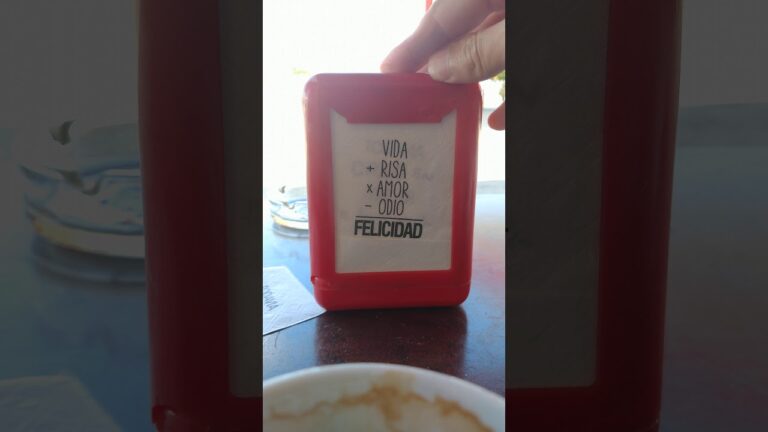 VIDA
+ RISA
x AMOR
- ODIO
FELICIDAD